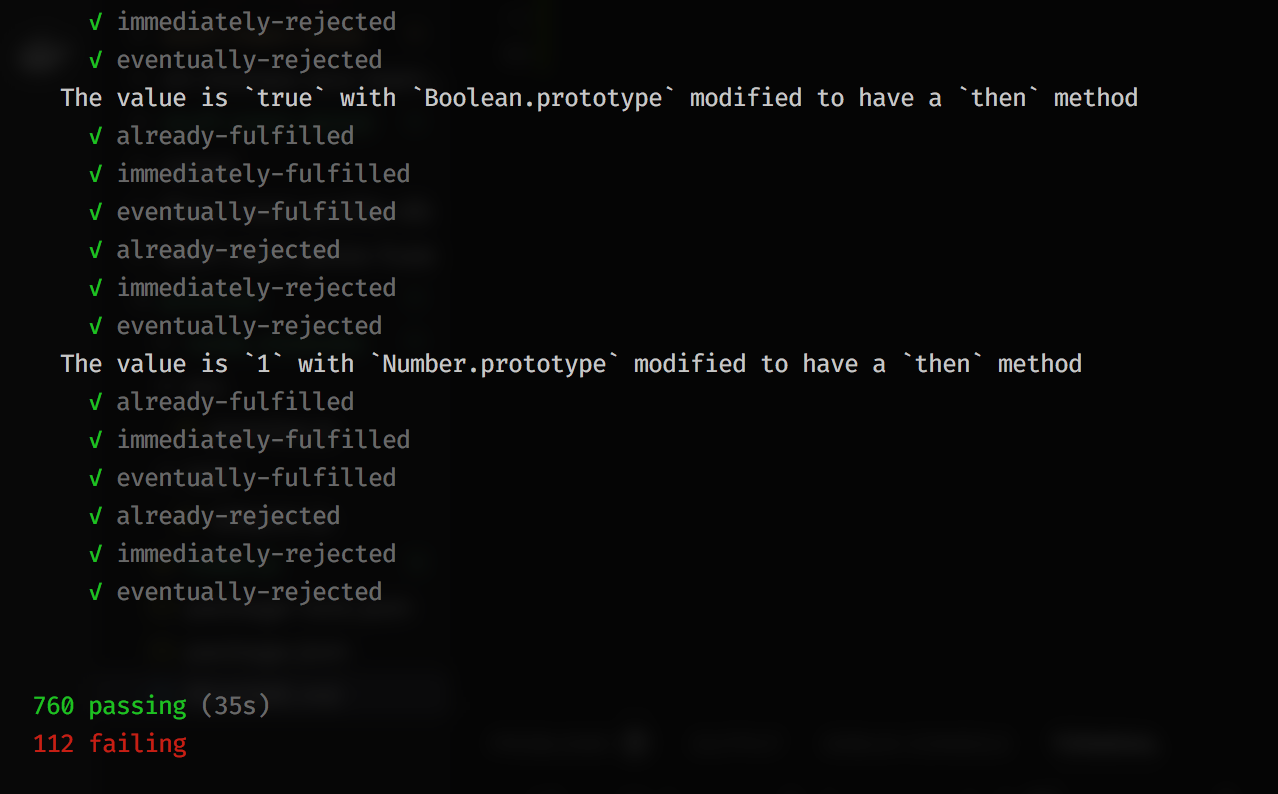 √ immediately-rejected
√ eventually-rejected
The value is `true` with `Boolean.prototype` modified to have a `then` method
√ already-fulfilled
√ immediately-fulfilled
√ eventually-fulfilled
√ already-rejected
√ immediately-rejected
√ eventually-rejected
The value is `1` with `Number.prototype` modified to have a `then` method
√ already-fulfilled
√ immediately-fulfilled
√ eventually-fulfilled
√ already-rejected
√ immediately-rejected
√ eventually-rejected
760 passing (35s)
112 failing